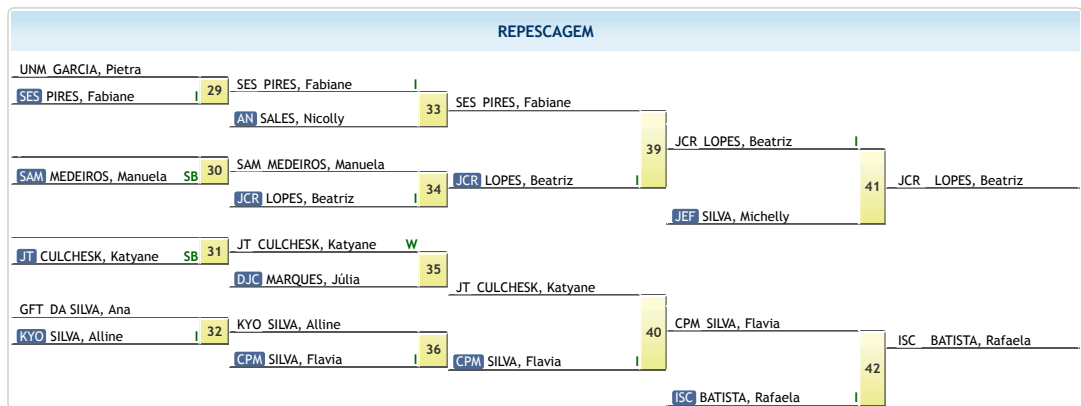 REPESCAGEM
UNM GARCIA, Pietra
SES PIRES, Fabiane I
29
SES PIRES, Fabiane I
AN SALES, Nicolly
33
SES PIRES, Fabiane
SAM MEDEIROS, Manuela SB
30
SAM MEDEIROS, Manuela
JCR LOPES, Beatriz I
34
JCR LOPES, Beatriz I
39
JCR LOPES, Beatriz I
JEF SILVA, Michelly
41
JCR LOPES, Beatriz
JT CULCHESK, Katyane SB
31
JT CULCHESK, Katyane W
DJC MARQUES, Júlia
35
JT CULCHESK, Katyane
GFT DA SILVA, Ana
KYO SILVA, Alline I
32
KYO SILVA, Alline
CPM SILVA, Flavia I
36
CPM SILVA, Flavia I
40
CPM SILVA, Flavia
ISC BATISTA, Rafaela I
42
ISC BATISTA, Rafaela